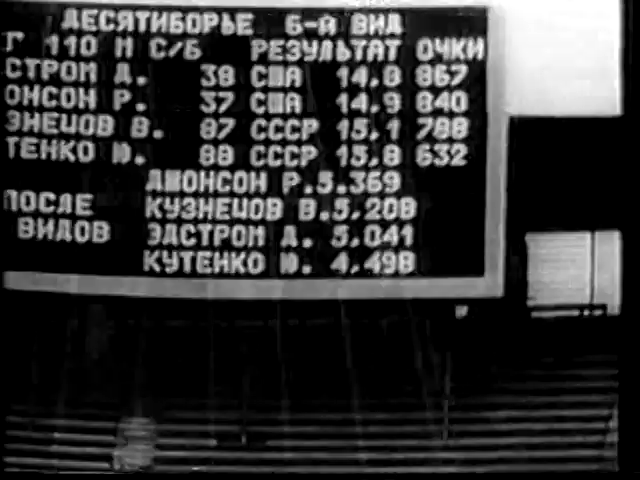 ДЕСЯТИБОРЬЕ 6-Й ВИД
Г 110 М С/Б РЕЗУЛЬТАТ ОЧКИ
СТРОМ Д. 38 США 14.8 867
ОНСОН Р. 37 США 14.9 840
ЗНЕЦОВ В. 87 СССР 15.1 788
ТЕНКО Ю. 88 СССР 15.8 632
ДЖОНСОН Р.5.369
ПОСЛЕ КУЗНЕЦОВ В.5.208
ВИДОВ ЭДСТРОМ Д. 5.041
КУТЕНКО Ю. 4.498